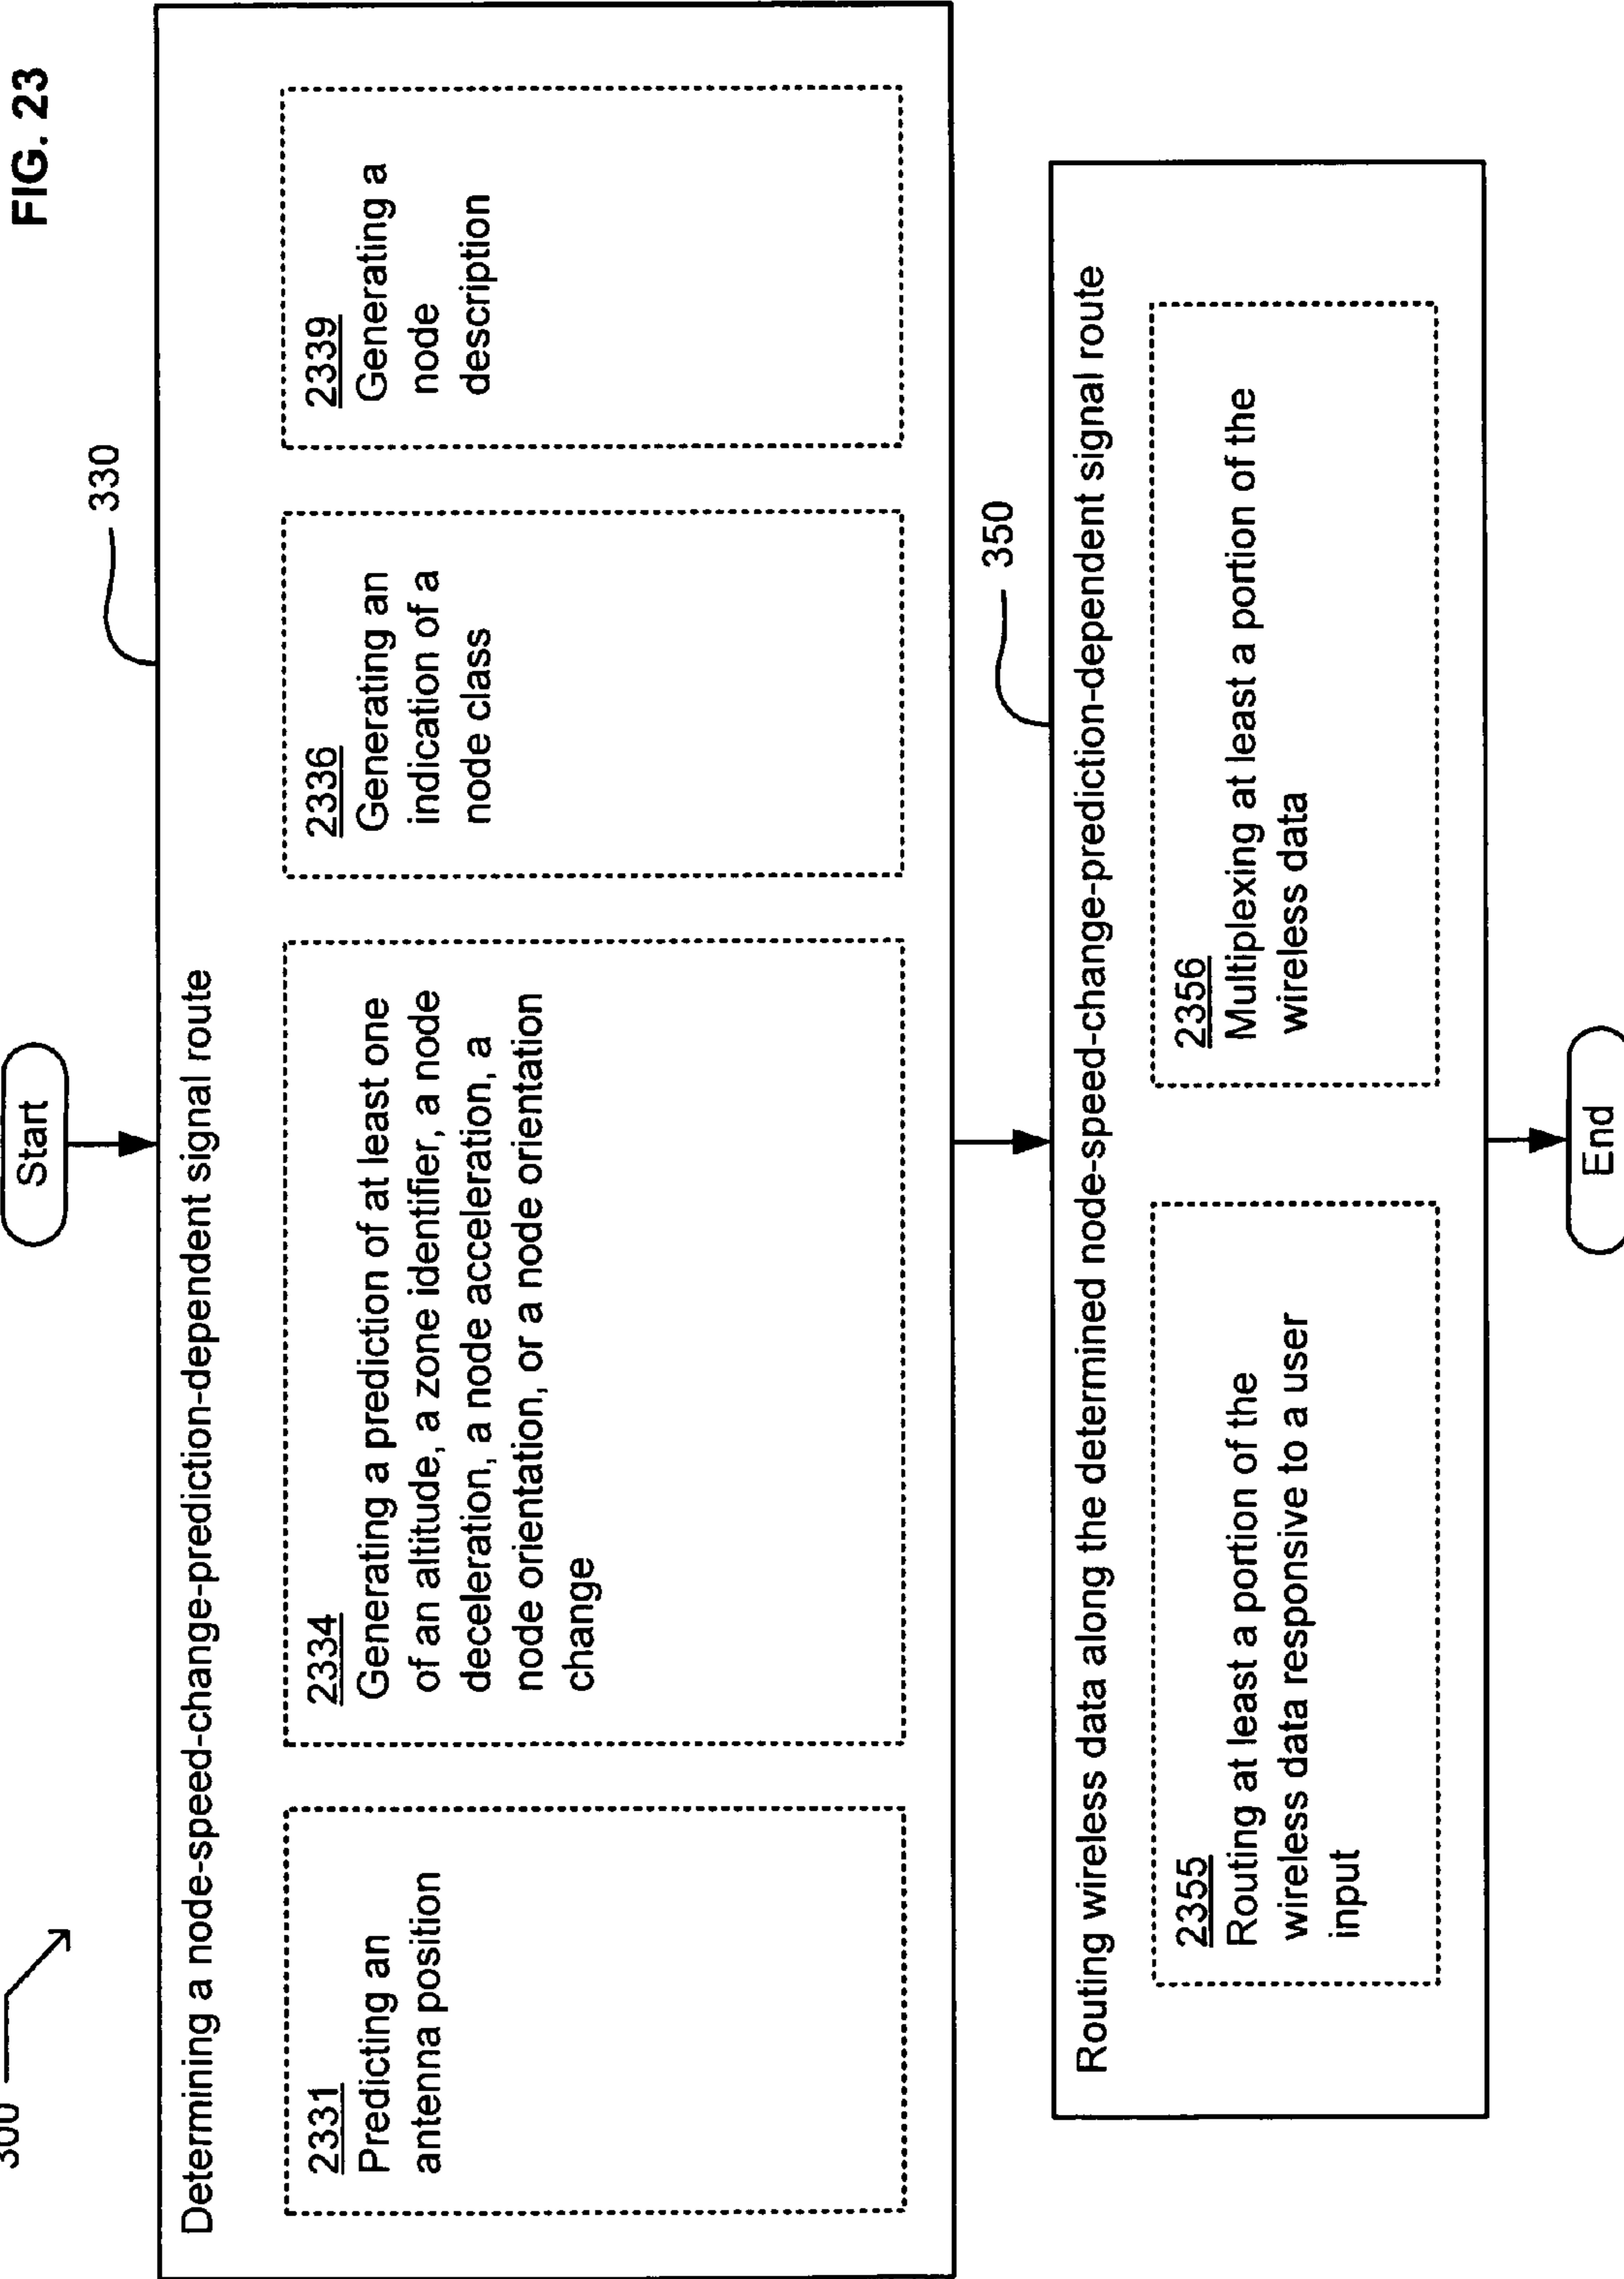 300
FIG. 23
Start
330
Determining a node-speed-change-prediction-dependent signal route
2331
Predicting an
antenna position
2334
Generating a prediction of at least one
of an altitude, a zone identifier, a node
deceleration, a node acceleration, a
node orientation, or a node orientation
change
2336
Generating an
indication of a
node class
2339
Generating a
node
description
350
Routing wireless data along the determined node-speed-change-prediction-dependent signal route
2355
Routing at least a portion of the
wireless data responsive to a user
input
2356
Multiplexing at least a portion of the
wireless data
End